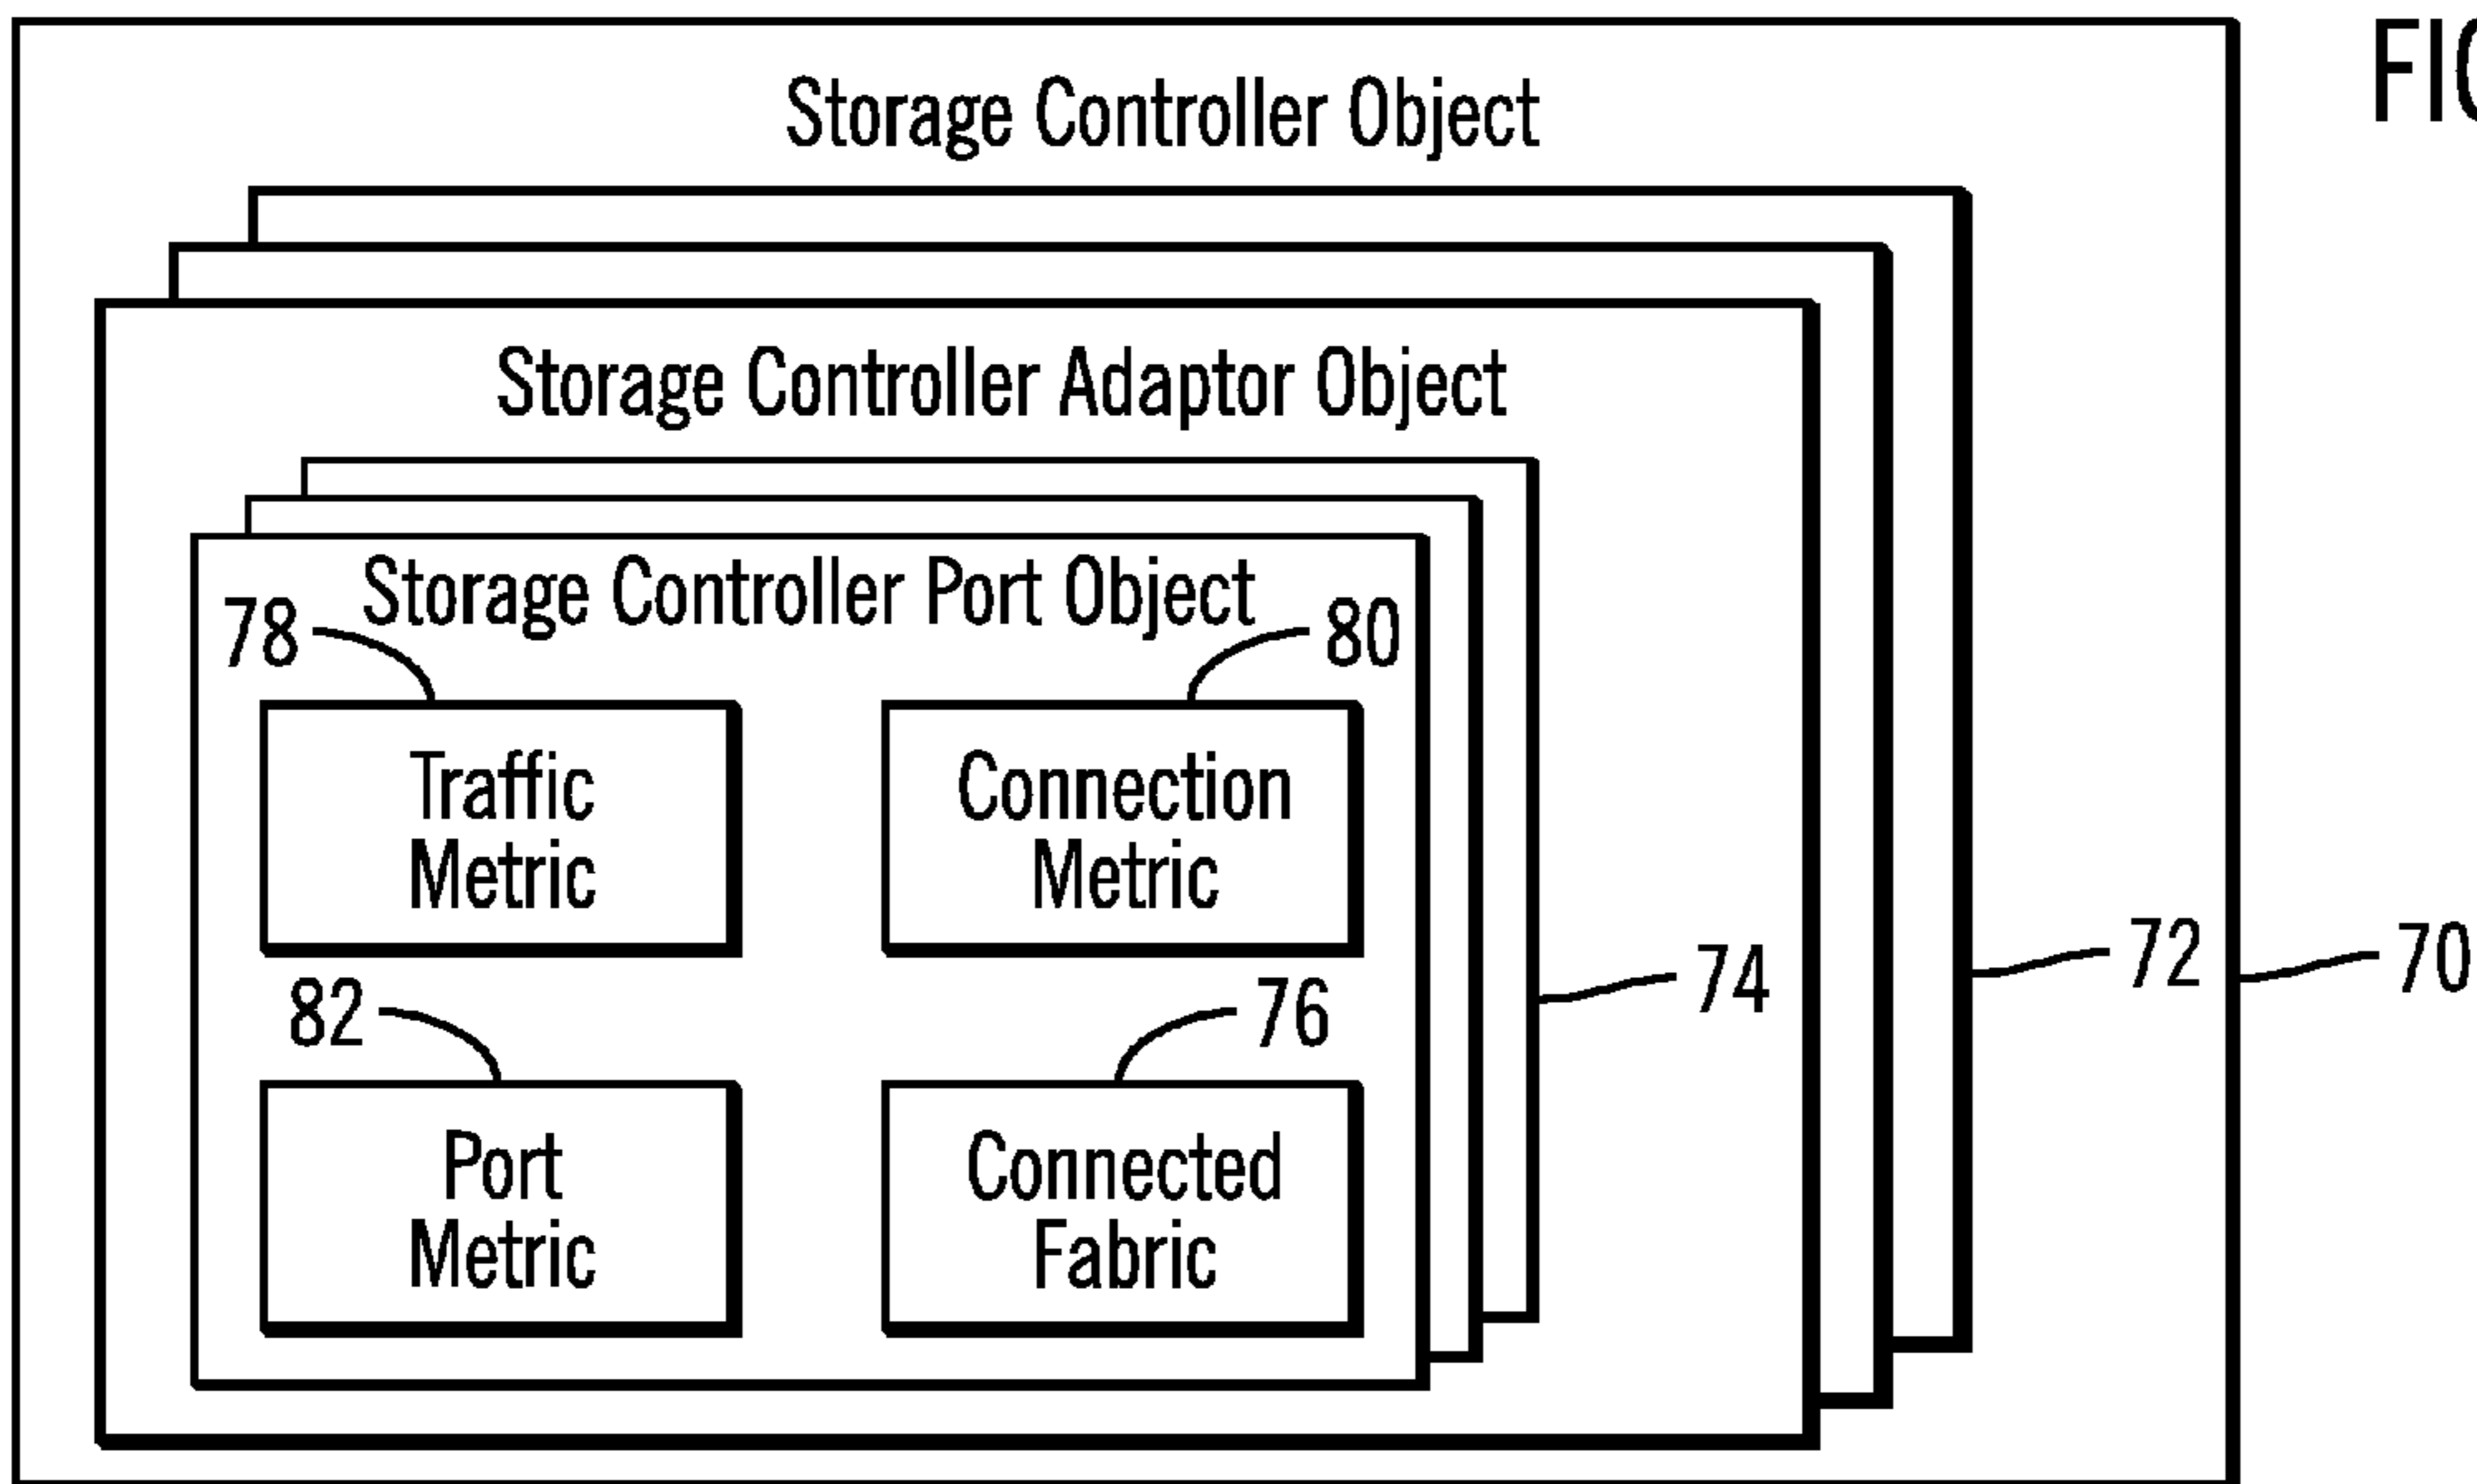 FIG
Storage Controller Object
Storage Controller Adaptor Object
Storage Controller Port Object
78
80
Traffic
Metric
Connection
Metric
74
72
70
82
76
Port
Metric
Connected
Fabric